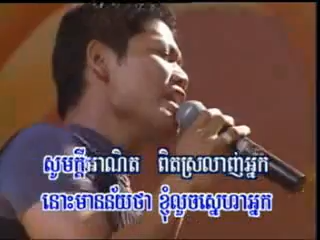 សូមក្ដីអាណិត ពិតស្រលាញ់អ្នក
នោះមានន័យថា ខ្ញុំលួចស្នេហាអ្នក